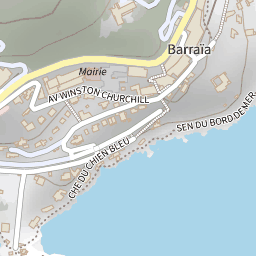 Barraïa
Mairie
AV WINSTON CHURCHILL
SEN DU BORD DE MER
CHE DU CHIEN BLEU